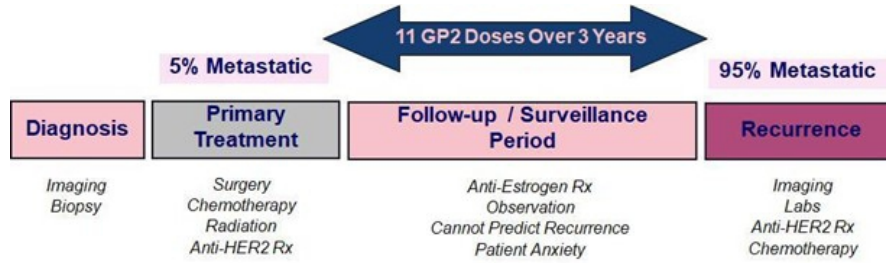 11 GP2 Doses Over 3 Years
5% Metastatic
95% Metastatic
Diagnosis
Primary
Treatment
Follow-up / Surveillance
Period
Recurrence
Imaging
Biopsy
Surgery
Chemotherapy
Radiation
Anti-HER2 Rx
Anti-Estrogen Rx
Observation
Cannot Predict Recurrence
Patient Anxiety
Imaging
Labs
Anti-HER2 Rx
Chemotherapy